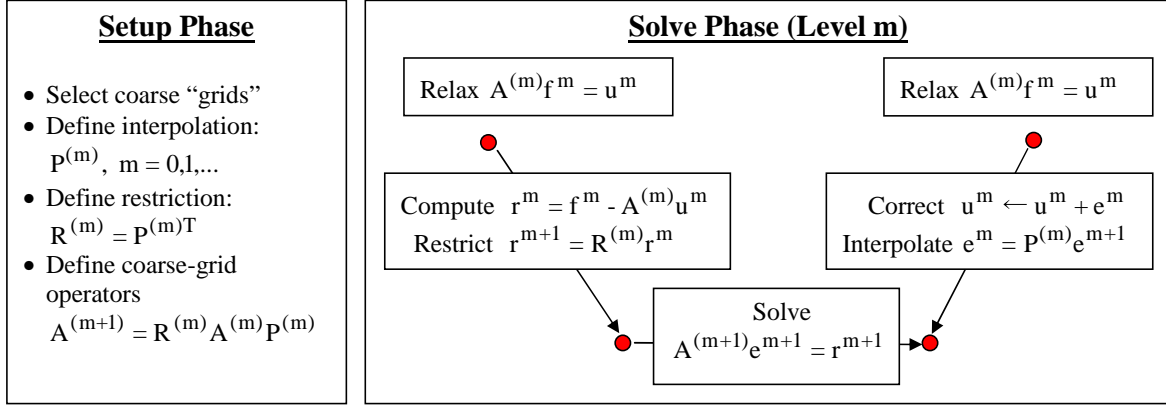 Setup Phase
• Select coarse “grids”
• Define interpolation:
P^(m), m = 0,1,...
• Define restriction:
R^(m) = P^(m)T
• Define coarse-grid
operators
A^(m+1) = R^(m) A^(m) P^(m)
Solve Phase (Level m)
Relax A^(m) f^m = u^m
Relax A^(m) f^m = u^m
Compute r^m = f^m - A^(m) u^m
Restrict r^m+1 = R^(m) r^m
Correct u^m ← u^m + e^m
Interpolate e^m = P^(m) e^m+1
Solve
A^(m+1) e^m+1 = r^m+1